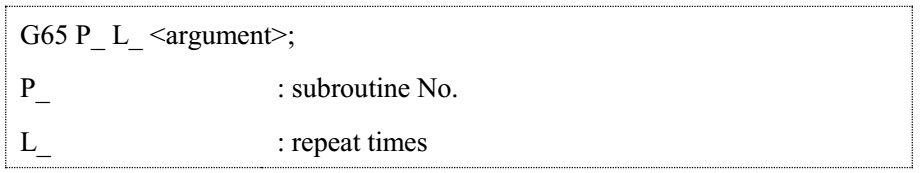 G65 P_ L_ <argument>;
P_ : subroutine No.
L_ : repeat times